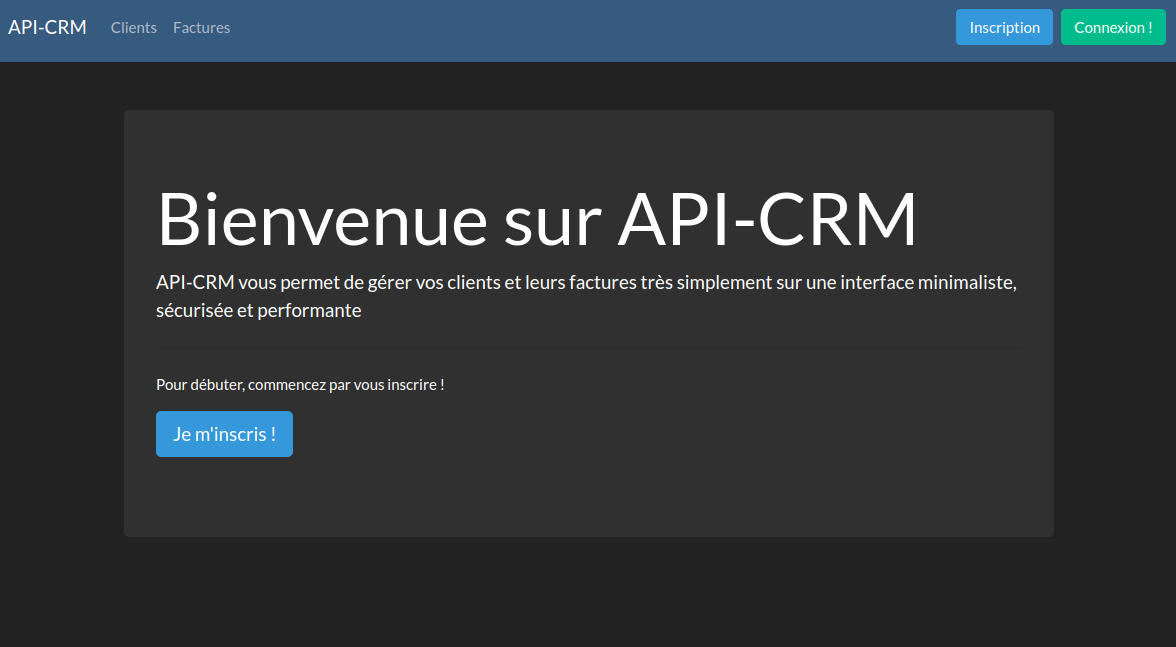 API-CRM Clients Factures Inscription Connexion !
Bienvenue sur API-CRM
API-CRM vous permet de gérer vos clients et leurs factures très simplement sur une interface minimaliste,
sécurisée et performante
Pour débuter, commencez par vous inscrire !
Je m'inscris !